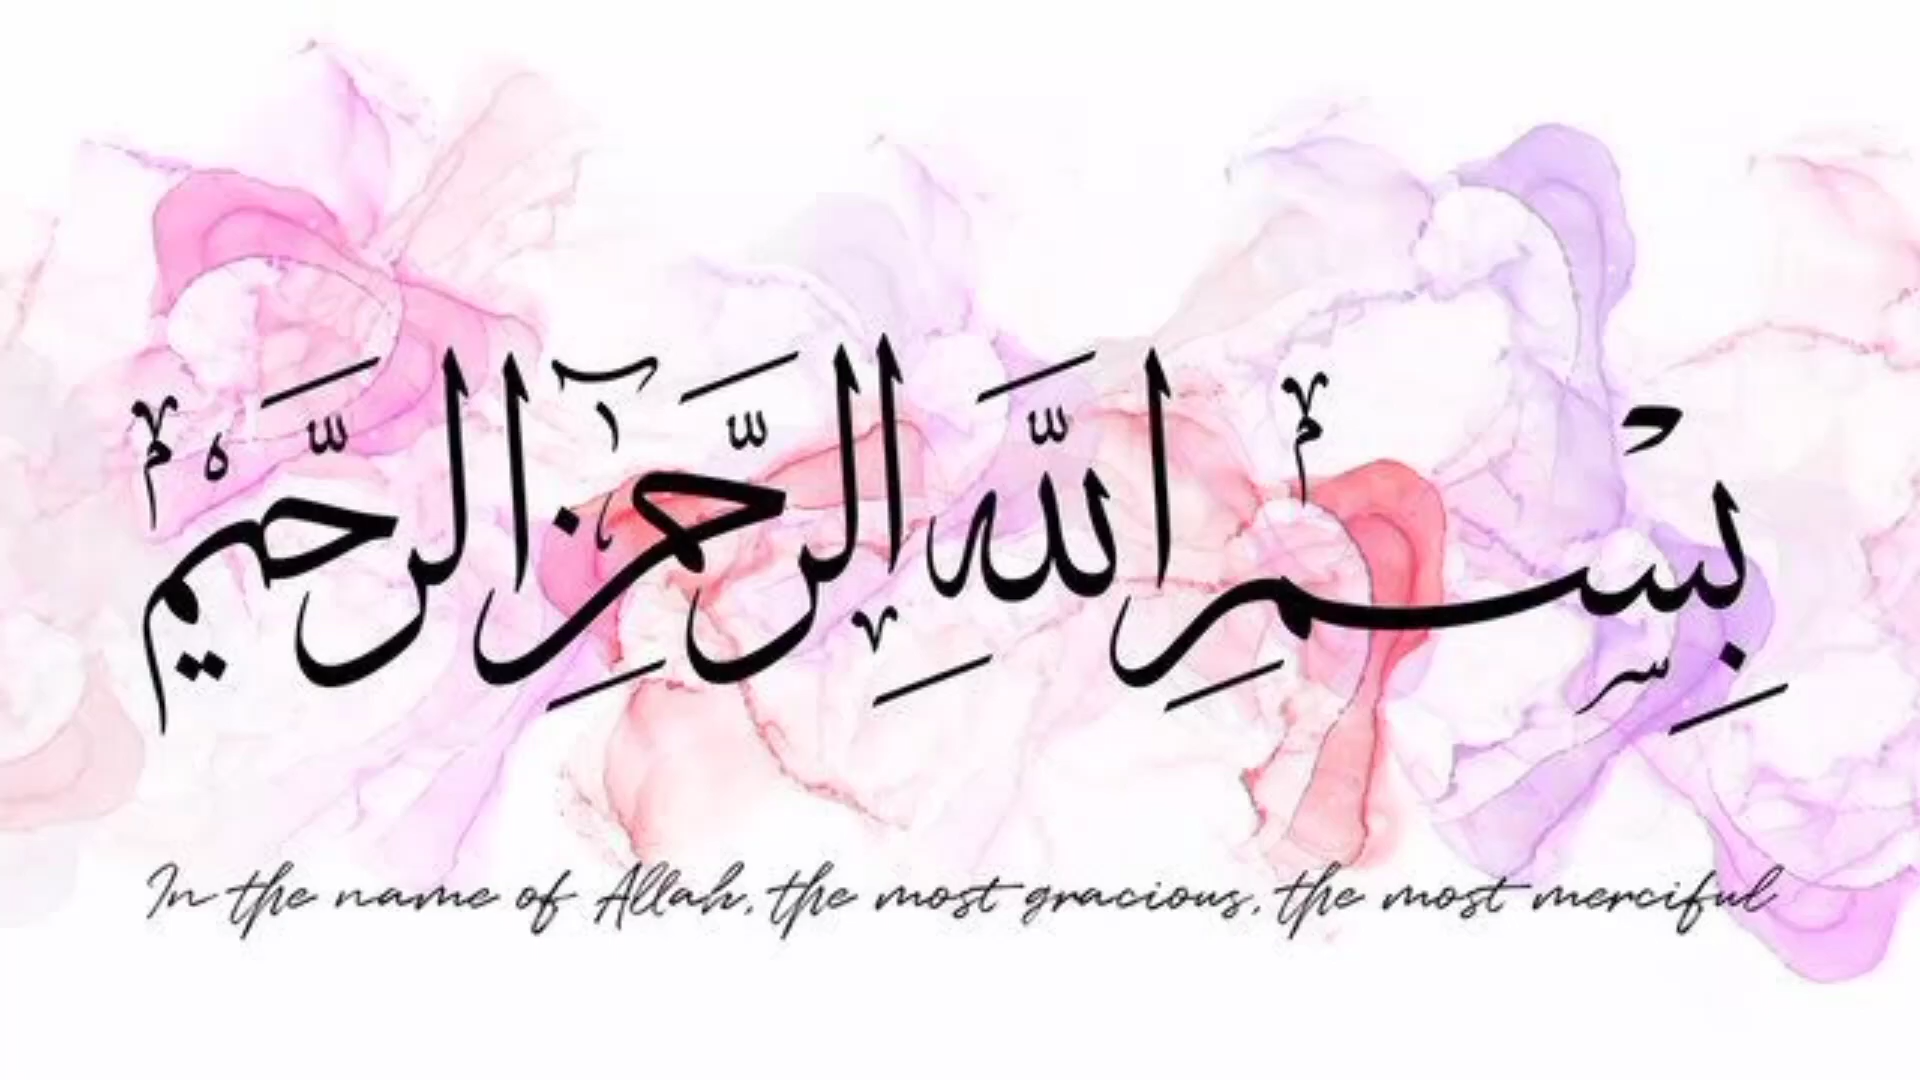 بِسْمِ اللَّهِ الرَّحْمَٰنِ الرَّحِيمِ
In the name of Allah, the most gracious, the most merciful